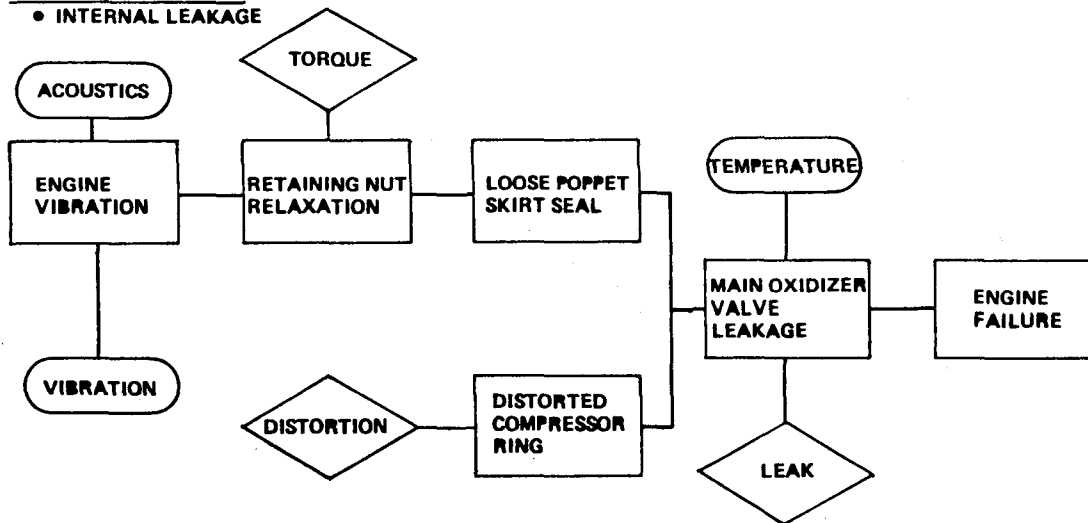 • INTERNAL LEAKAGE
TORQUE
ACOUSTICS
ENGINE
VIBRATION
RETAINING NUT
RELAXATION
LOOSE POPPET
SKIRT SEAL
TEMPERATURE
MAIN OXIDIZER
VALVE
LEAKAGE
ENGINE
FAILURE
VIBRATION
DISTORTION
DISTORTED
COMPRESSOR
RING
LEAK